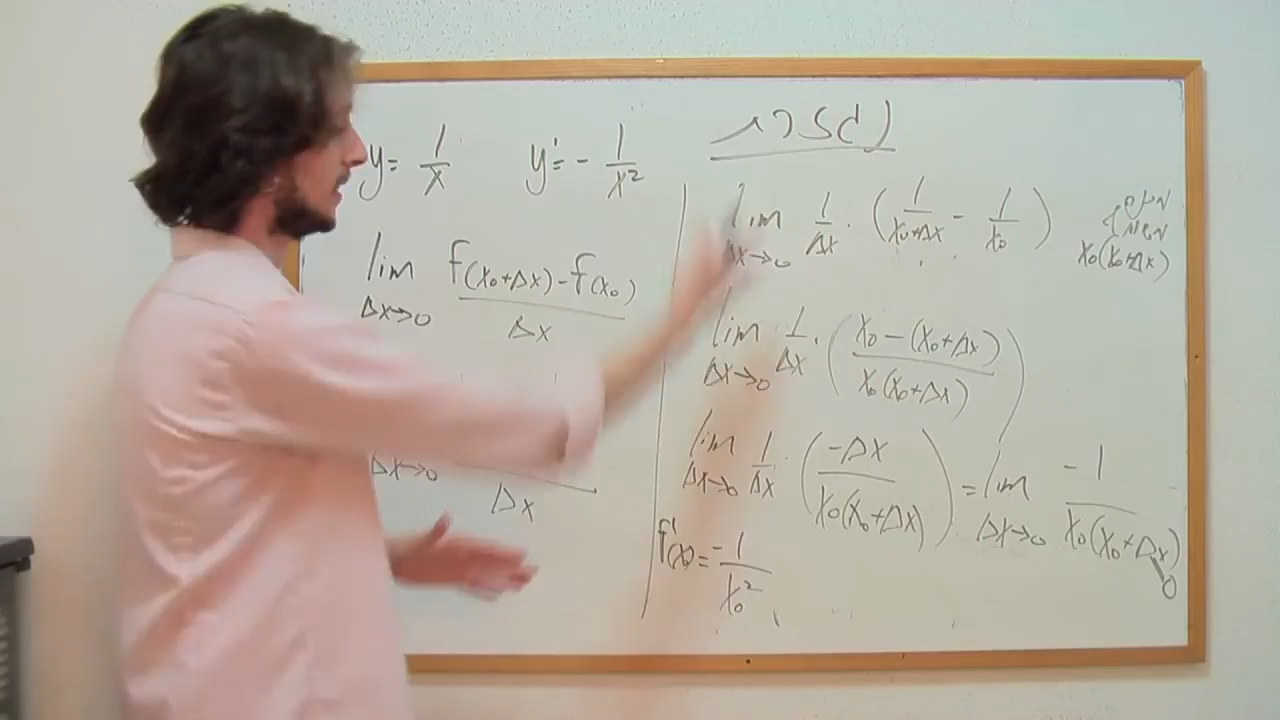 y = 1/x y' = - 1/x²
lim Δx→0 (f(x₀+Δx) - f(x₀))/Δx
Δx→0 Δx
lim Δx→0 1/Δx · (1/(x₀+Δx) - 1/x₀)
x₀(x₀+Δx)
lim Δx→0 1/Δx · ((x₀ - (x₀+Δx))/(x₀(x₀+Δx)))
lim Δx→0 1/Δx · (-Δx/(x₀(x₀+Δx))) = lim Δx→0 -1/(x₀(x₀+Δx)) 0
f'(x) = -1/x₀²